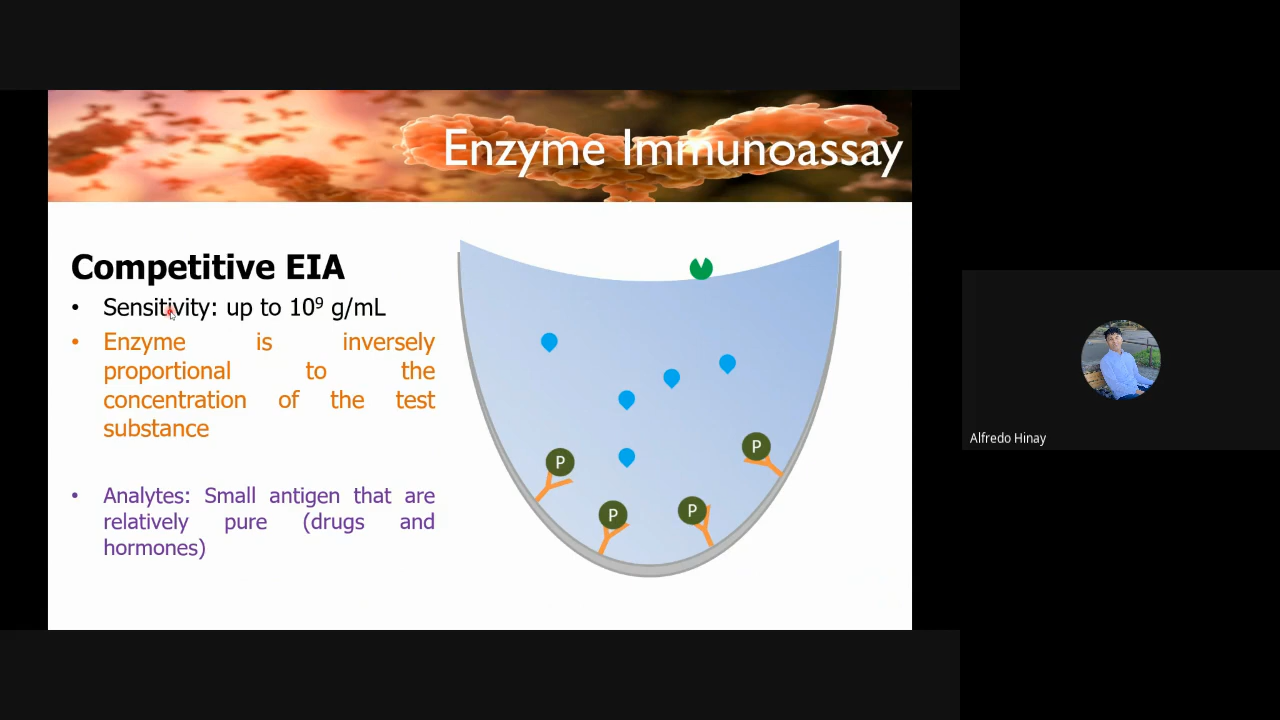 Enzyme Immunoassay
Competitive EIA
• Sensitivity: up to 10⁹ g/mL
• Enzyme is inversely
proportional to the
concentration of the test
substance
• Analytes: Small antigen that are
relatively pure (drugs and
hormones)
P
P
P
P
Alfredo Hinay